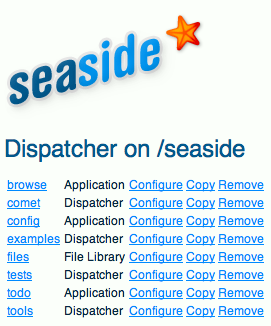 seaside
Dispatcher on /seaside
browse Application Configure Copy Remove
comet Dispatcher Configure Copy Remove
config Application Configure Copy Remove
examples Dispatcher Configure Copy Remove
files File Library Configure Copy Remove
tests Dispatcher Configure Copy Remove
todo Application Configure Copy Remove
tools Dispatcher Configure Copy Remove